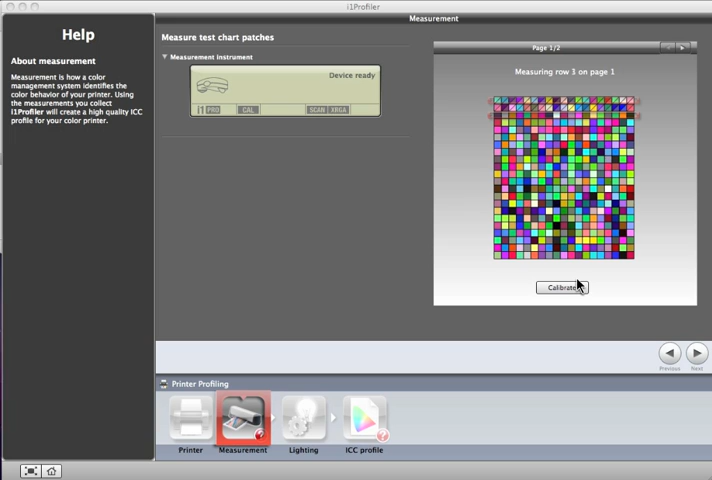 i1Profiler
Measurement
Help
About measurement
Measurement is how a color
management system identifies the
color behavior of your printer. Using
the measurements you collect
i1Profiler will create a high quality ICC
profile for your color printer.
Measure test chart patches
Measurement Instrument
Device ready
i1 PRO CAL SCAN XRGA
Page 1/2
Measuring row 3 on page 1
Calibrate
Previous Next
Printer Profiling
Printer Measurement Lighting ICC profile